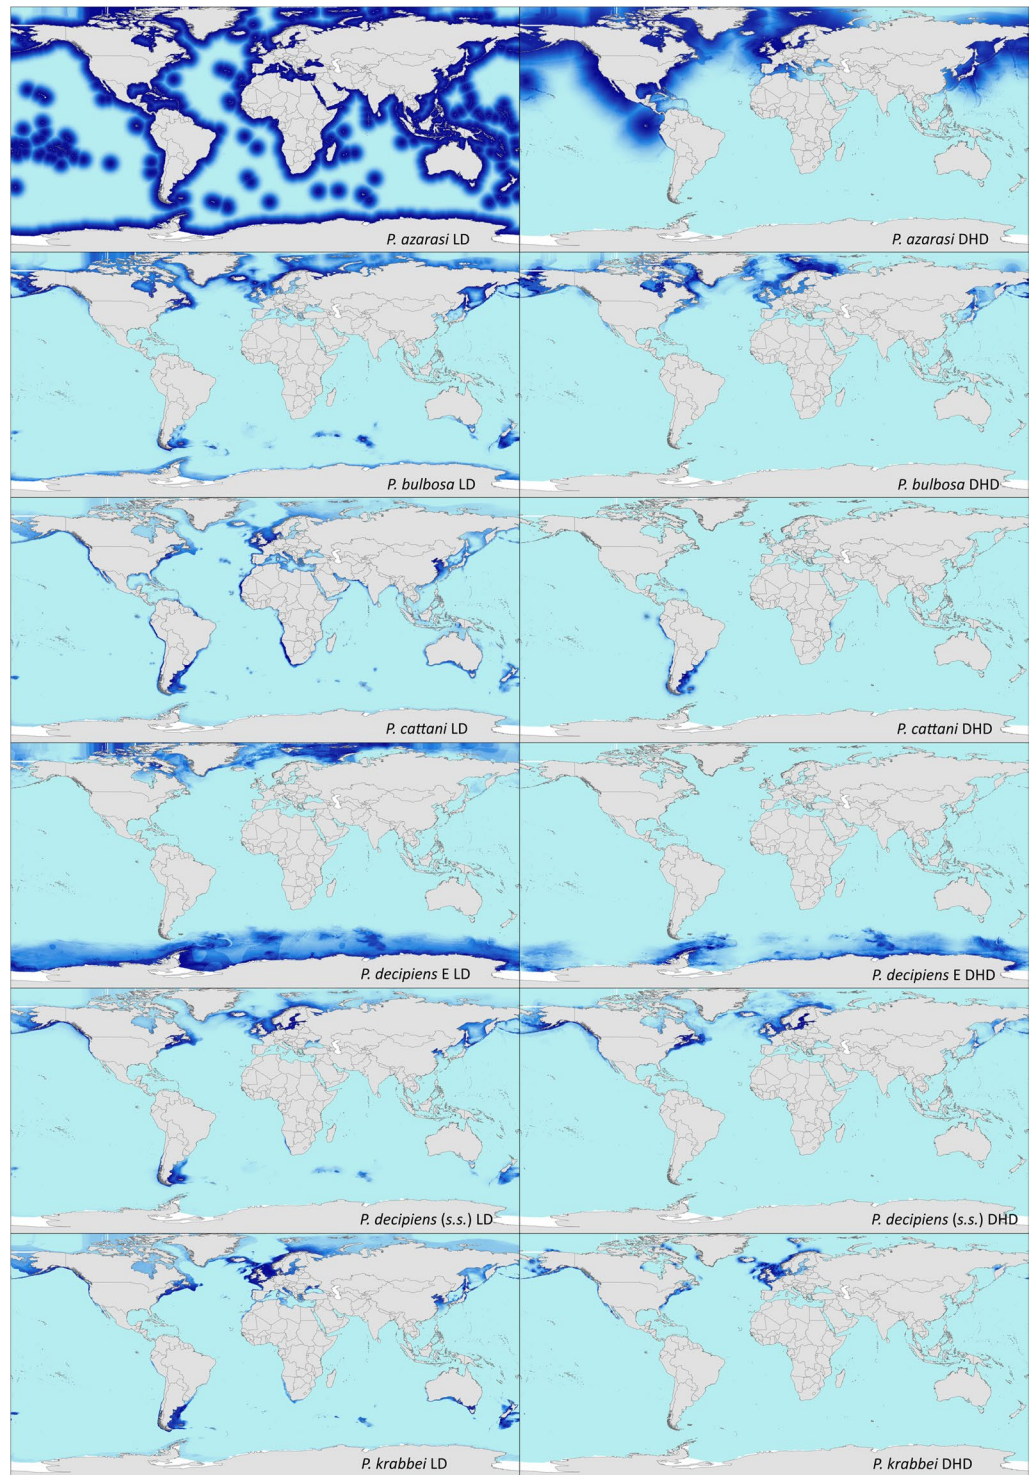 P. azarasi LD
P. azarasi DHD
P. bulbosa LD
P. bulbosa DHD
P. cattani LD
P. cattani DHD
P. decipiens E LD
P. decipiens E DHD
P. decipiens (s.s.) LD
P. decipiens (s.s.) DHD
P. krabbei LD
P. krabbei DHD